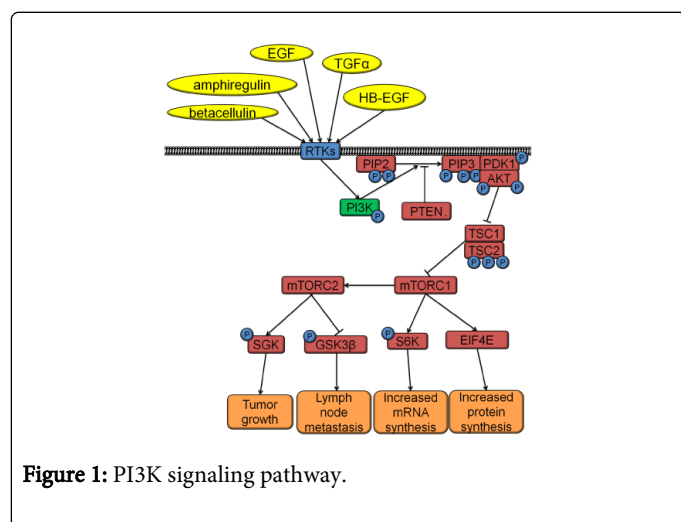 EGF
TGFα
amphiregulin
HB-EGF
betacellulin
RTKs
PIP2
PIP3
PDK1
P
P
P
P
P
AKT
P
P
PI3K
P
PTEN.
TSC1
TSC2
P
P
P
mTORC2
mTORC1
P
SGK
P
GSK3β
P
S6K
EIF4E
Tumor
growth
Lymph
node
metastasis
Increased
mRNA
synthesis
Increased
protein
synthesis
Figure 1: PI3K signaling pathway.